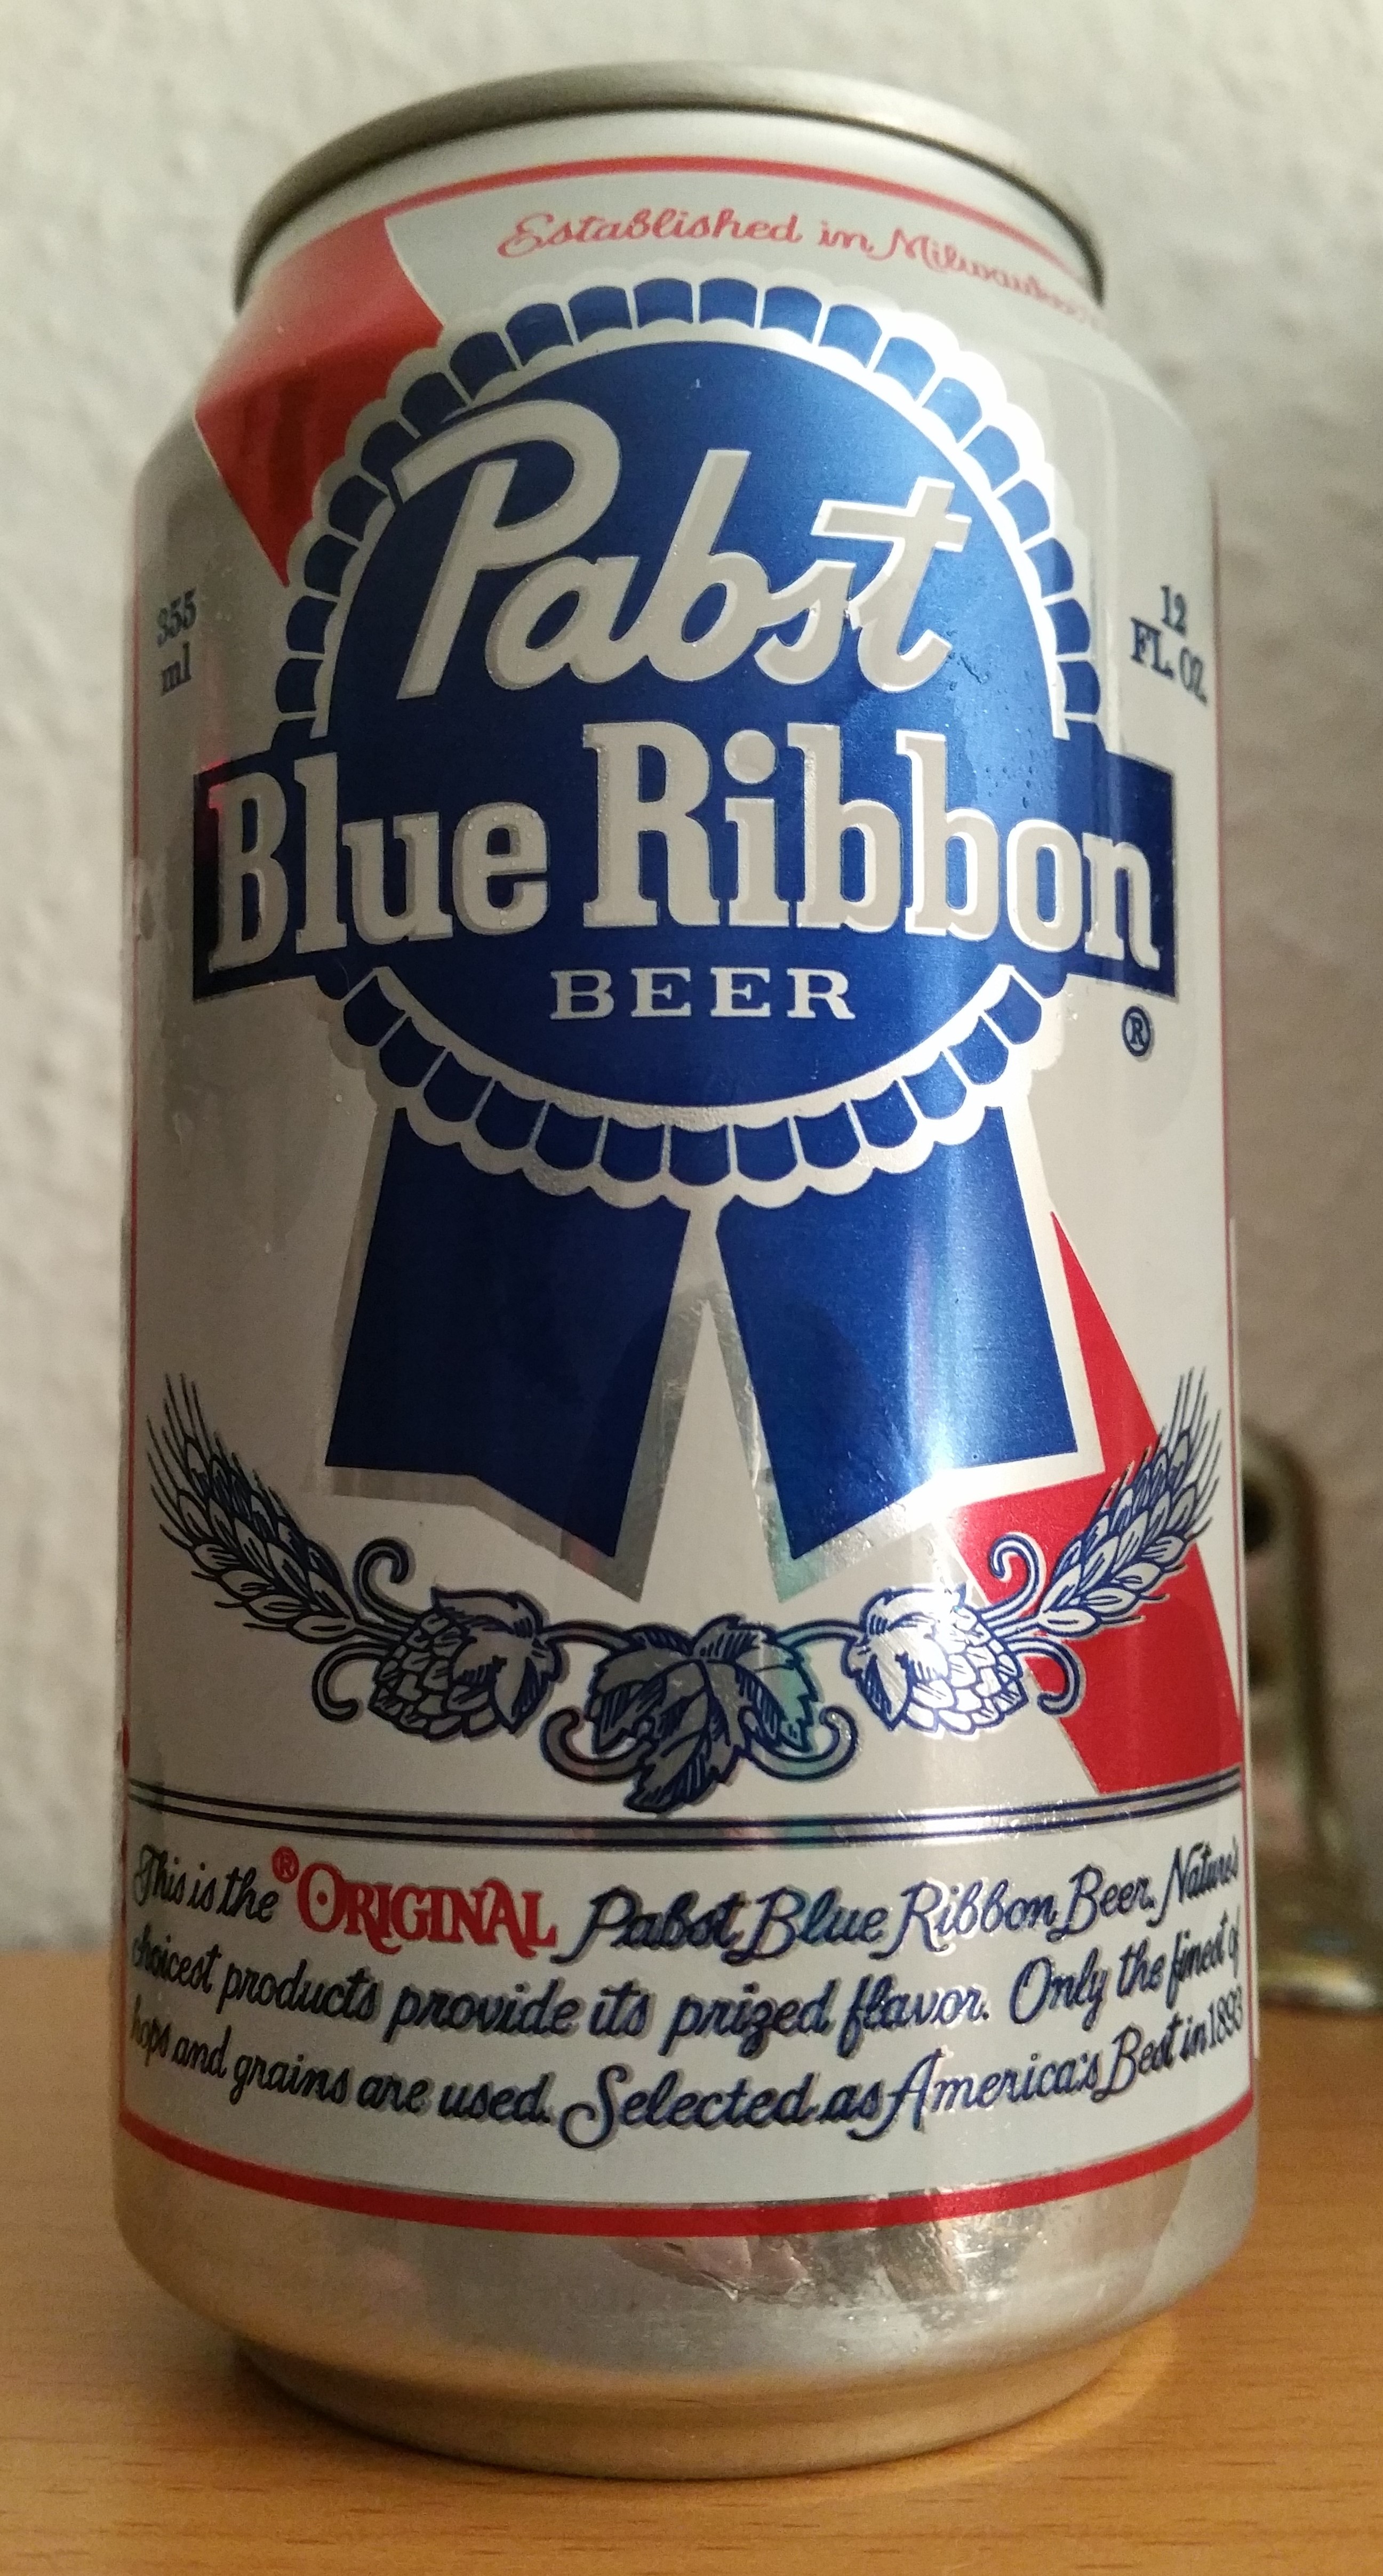 Established in Milwaukee
355
ml
12
FL. OZ.
Pabst
Blue Ribbon
BEER
®
This is the ®ORIGINAL Pabst Blue Ribbon Beer. Nature's
choicest products provide its prized flavor. Only the finest of
hops and grains are used. Selected as America's Best in 1893